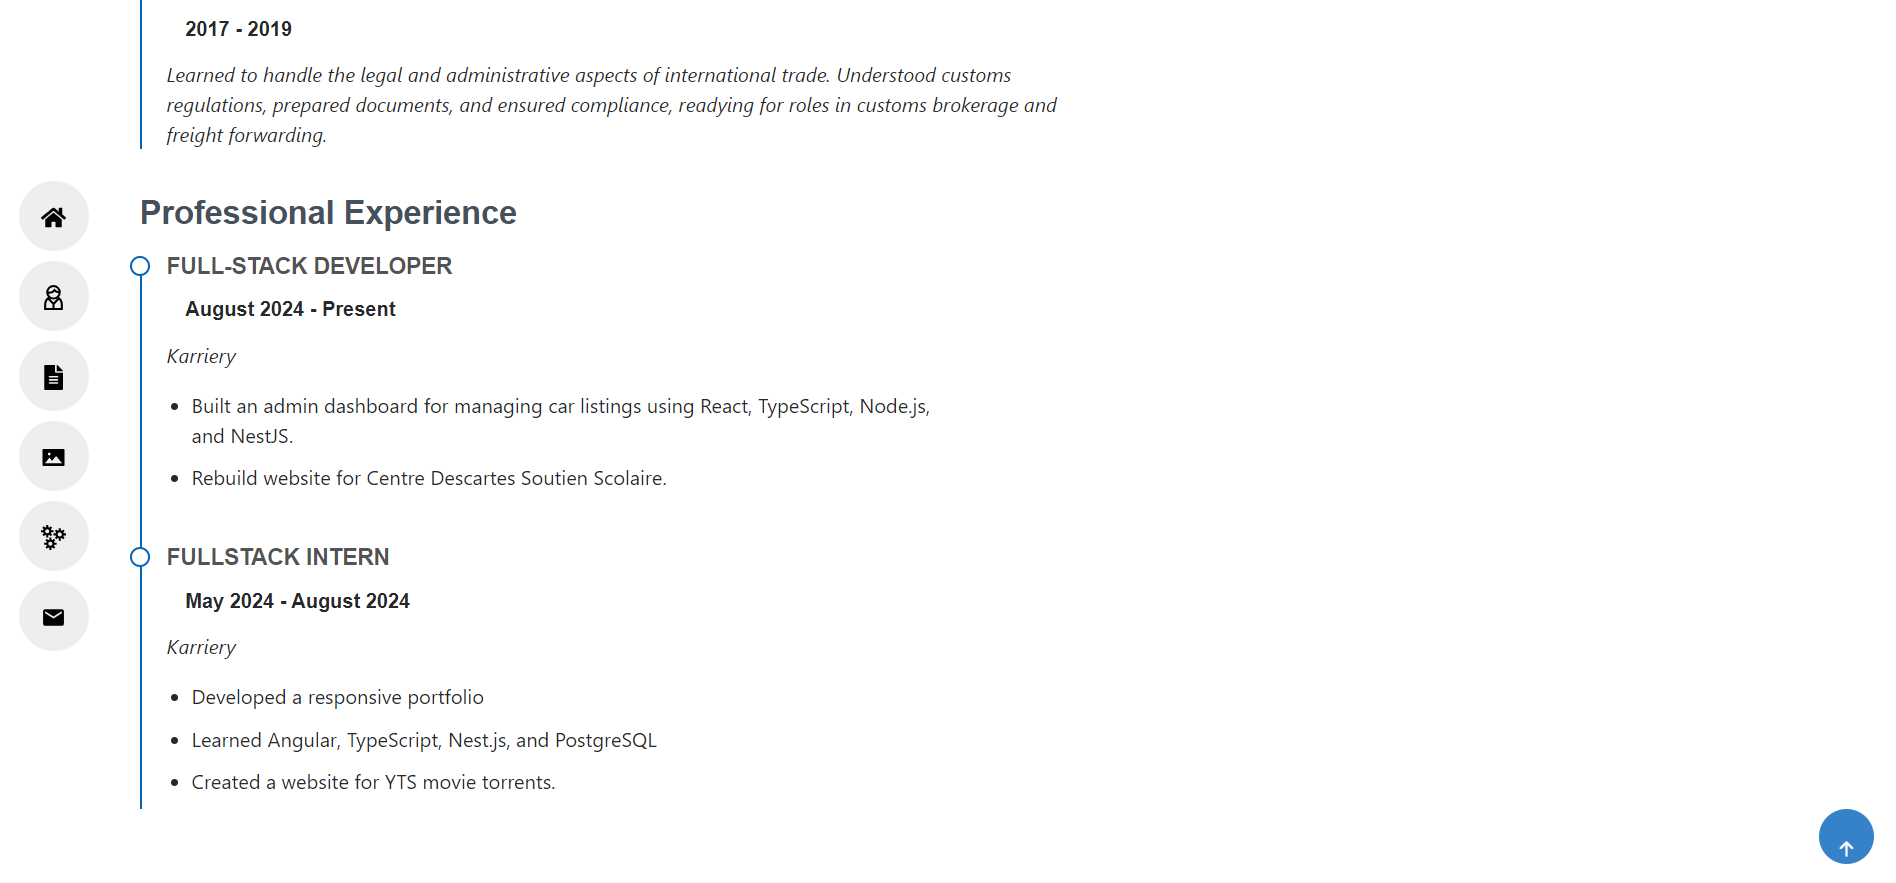 2017 - 2019
Learned to handle the legal and administrative aspects of international trade. Understood customs
regulations, prepared documents, and ensured compliance, readying for roles in customs brokerage and
freight forwarding.
Professional Experience
FULL-STACK DEVELOPER
August 2024 - Present
Karriery
• Built an admin dashboard for managing car listings using React, TypeScript, Node.js,
and NestJS.
• Rebuild website for Centre Descartes Soutien Scolaire.
FULLSTACK INTERN
May 2024 - August 2024
Karriery
• Developed a responsive portfolio
• Learned Angular, TypeScript, Nest.js, and PostgreSQL
• Created a website for YTS movie torrents.